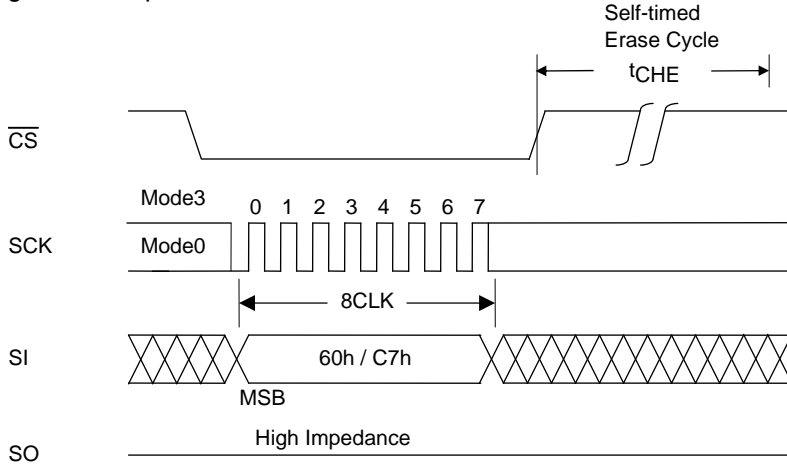 Self-timed
Erase Cycle
tCHE
CS
Mode3
0 1 2 3 4 5 6 7
SCK
Mode0
8CLK
SI
60h / C7h
MSB
High Impedance
SO